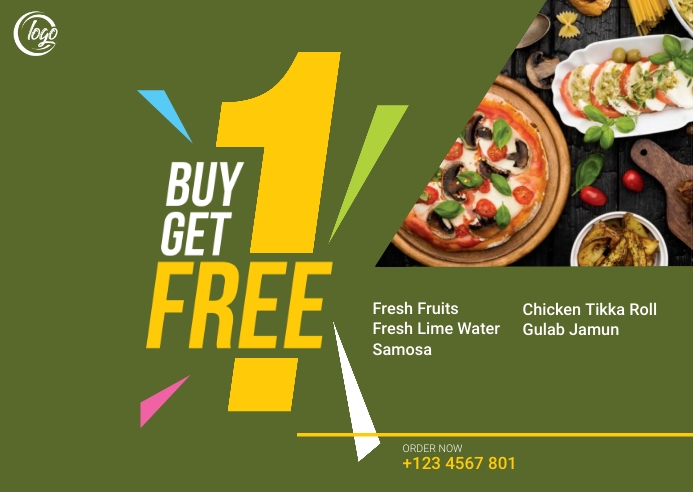 logo
1
BUY
GET
FREE
Fresh Fruits
Fresh Lime Water
Samosa
Chicken Tikka Roll
Gulab Jamun
ORDER NOW
+123 4567 801